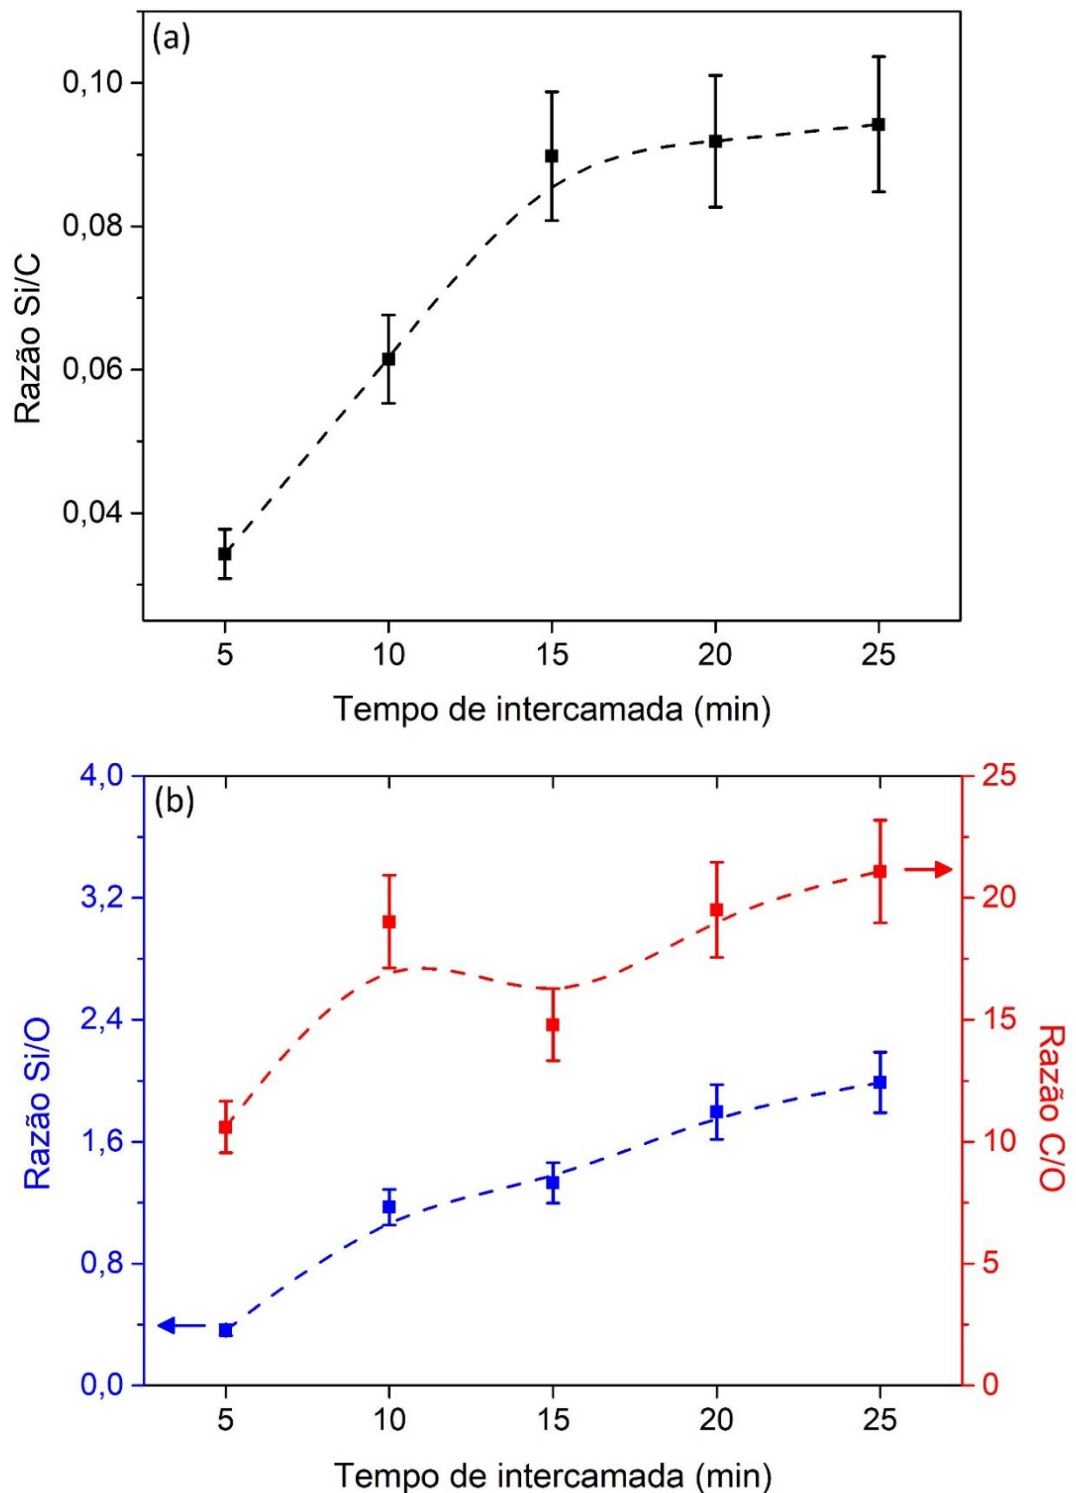 (a)
0,10
0,08
0,06
0,04
Razão Si/C
5 10 15 20 25
Tempo de intercamada (min)
(b)
4,0
3,2
2,4
1,6
0,8
0,0
Razão Si/O
25
20
15
10
5
0
Razão C/O
5 10 15 20 25
Tempo de intercamada (min)